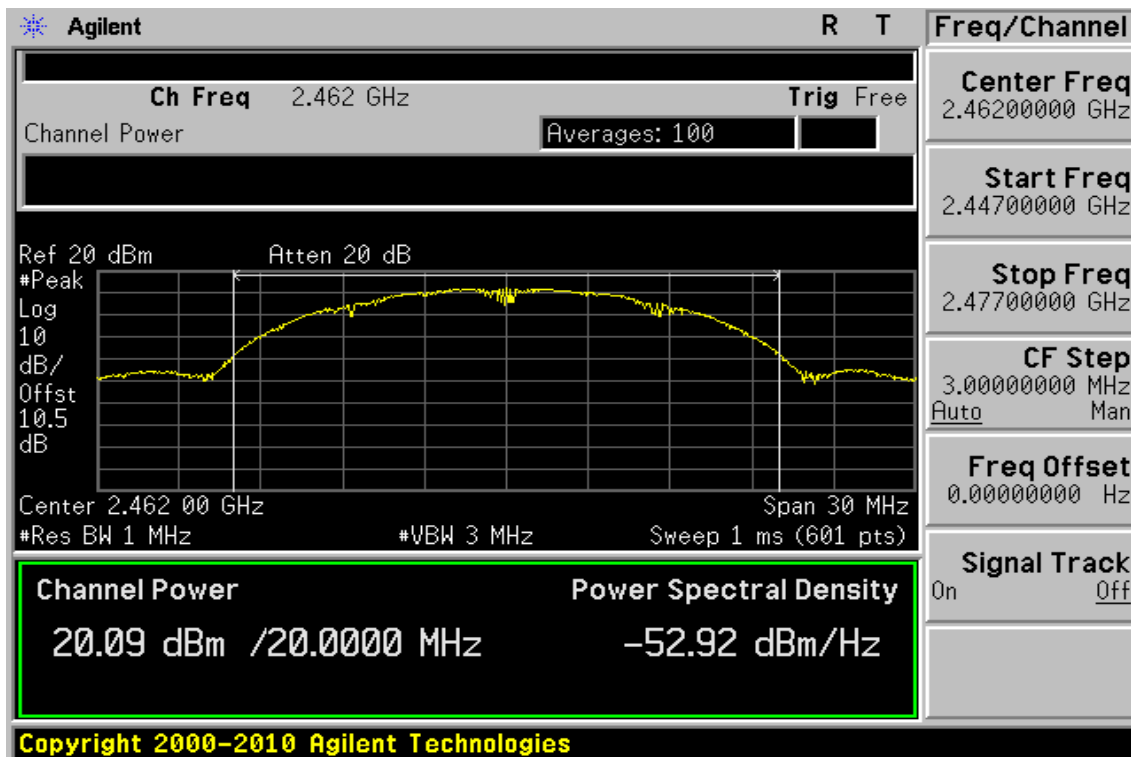 Agilent R T
Ch Freq 2.462 GHz Trig Free
Channel Power Averages: 100
Ref 20 dBm Atten 20 dB
#Peak
Log
10
dB/
Offst
10.5
dB
Center 2.462 00 GHz Span 30 MHz
#Res BW 1 MHz #VBW 3 MHz Sweep 1 ms (601 pts)
Channel Power Power Spectral Density
20.09 dBm /20.0000 MHz -52.92 dBm/Hz
Copyright 2000-2010 Agilent Technologies
Freq/Channel
Center Freq
2.46200000 GHz
Start Freq
2.44700000 GHz
Stop Freq
2.47700000 GHz
CF Step
3.00000000 MHz
Auto Man
Freq Offset
0.00000000 Hz
Signal Track
On Off